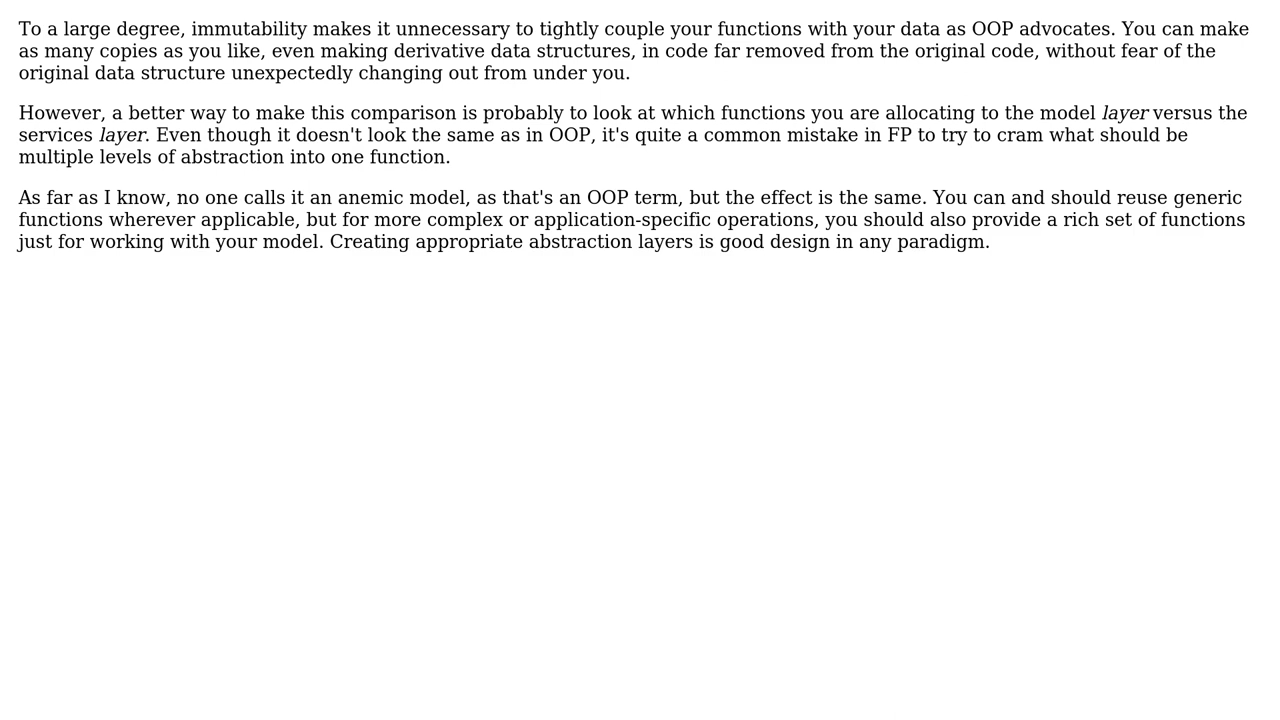 To a large degree, immutability makes it unnecessary to tightly couple your functions with your data as OOP advocates. You can make
as many copies as you like, even making derivative data structures, in code far removed from the original code, without fear of the
original data structure unexpectedly changing out from under you.
However, a better way to make this comparison is probably to look at which functions you are allocating to the model layer versus the
services layer. Even though it doesn't look the same as in OOP, it's quite a common mistake in FP to try to cram what should be
multiple levels of abstraction into one function.
As far as I know, no one calls it an anemic model, as that's an OOP term, but the effect is the same. You can and should reuse generic
functions wherever applicable, but for more complex or application-specific operations, you should also provide a rich set of functions
just for working with your model. Creating appropriate abstraction layers is good design in any paradigm.